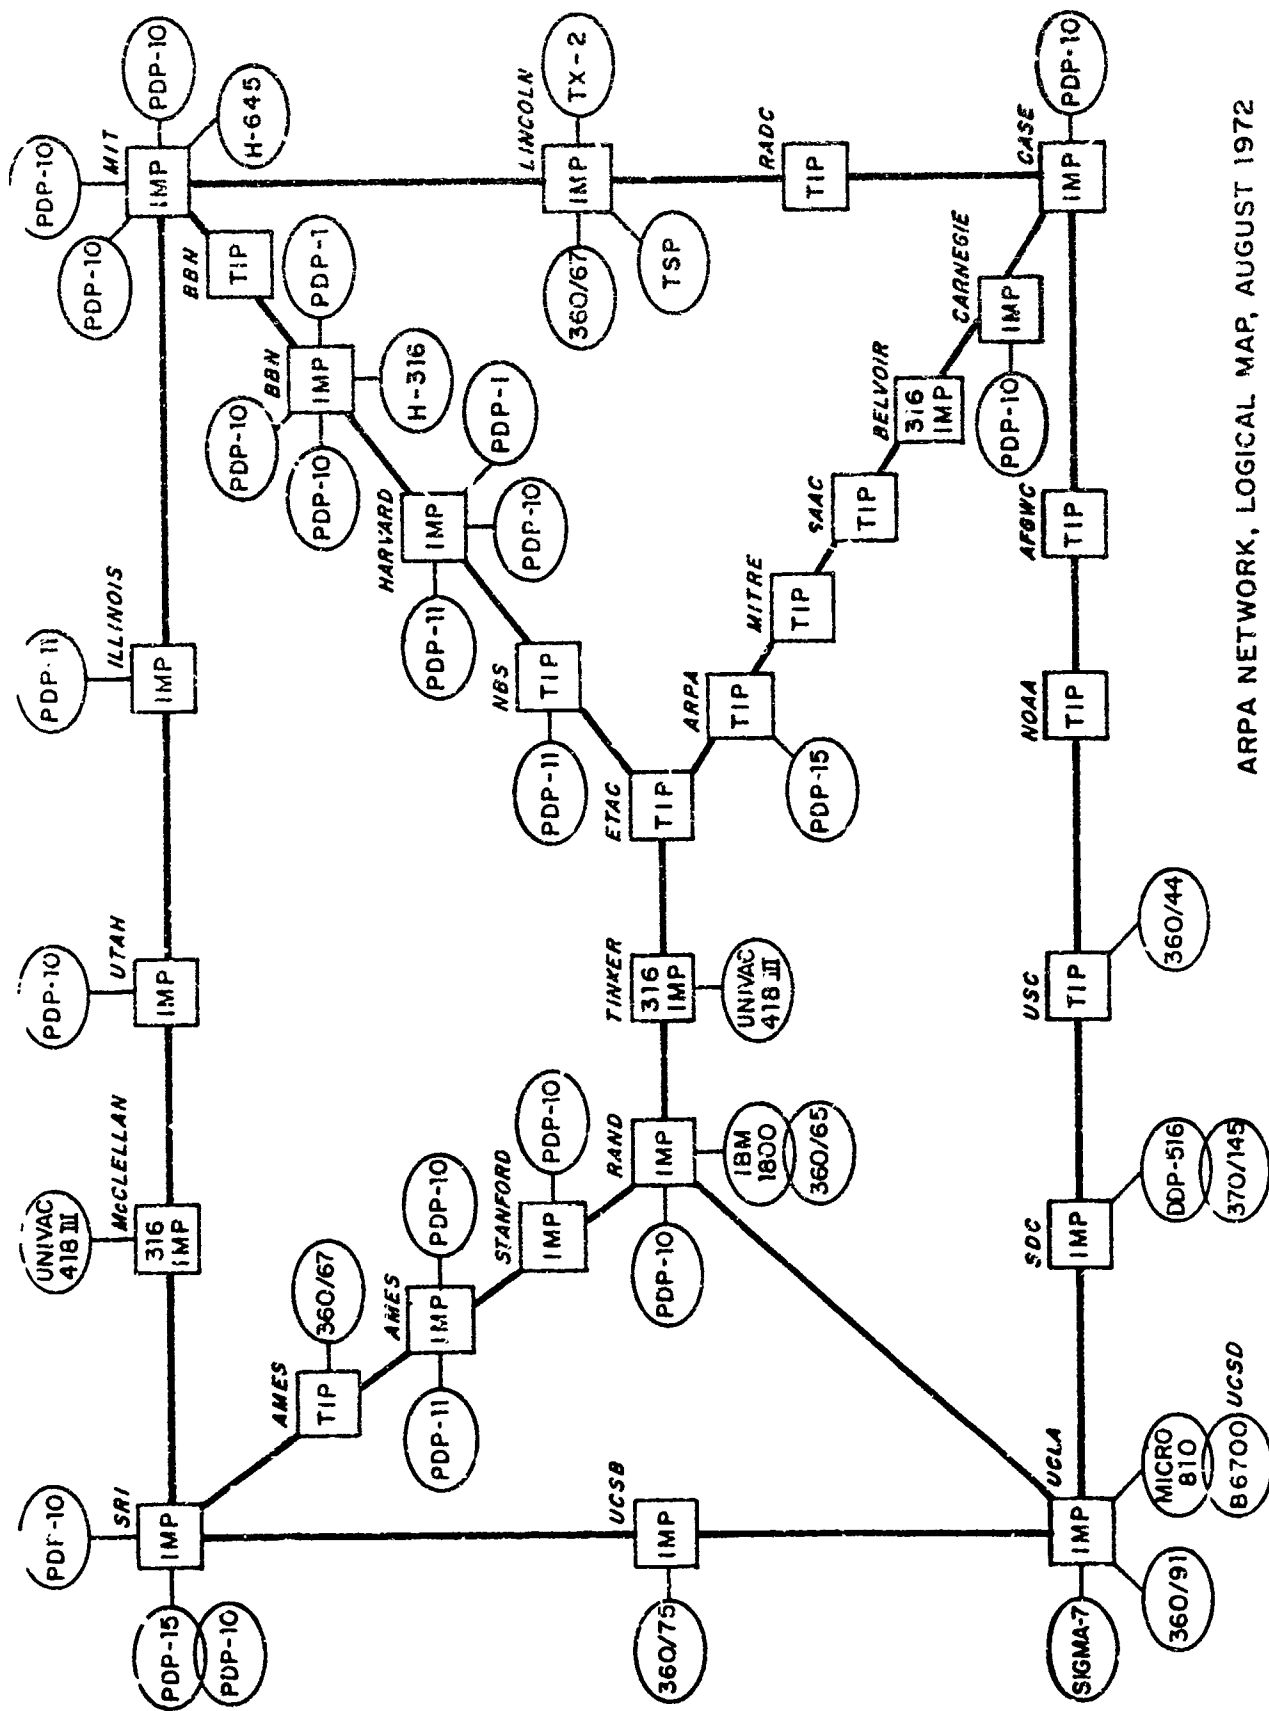 PDP-10
SRI
IMP
PDP-15
PDP-10
UNIVAC
418 III
McCLELLAN
316
IMP
PDP-10
UTAH
IMP
PDP-11
ILLINOIS
IMP
PDP-10
PDP-10
MIT
IMP
PDP-10
H-645
AMES
TIP
360/67
AMES
IMP
PDP-10
PDP-11
STANFORD
IMP
PDP-10
BBN
TIP
BBN
IMP
PDP-1
PDP-10
PDP-10
H-316
HARVARD
IMP
PDP-1
PDP-10
PDP-11
NBS
TIP
PDP-11
LINCOLN
IMP
TX-2
360/67
TSP
UCSB
IMP
360/75
RAND
IMP
PDP-10
IBM
1800
360/65
TINKER
316
IMP
UNIVAC
418 III
ETAC
TIP
ARPA
TIP
PDP-15
MITRE
TIP
SAAC
TIP
BELVOIR
316
IMP
CARNEGIE
IMP
PDP-10
RADC
TIP
UCLA
IMP
SIGMA-7
360/91
MICRO
810
B6700
UCSD
SDC
IMP
DDP-516
370/145
USC
TIP
360/44
NOAA
TIP
AFGWC
TIP
CASE
IMP
PDP-10
ARPA NETWORK, LOGICAL MAP, AUGUST 1972